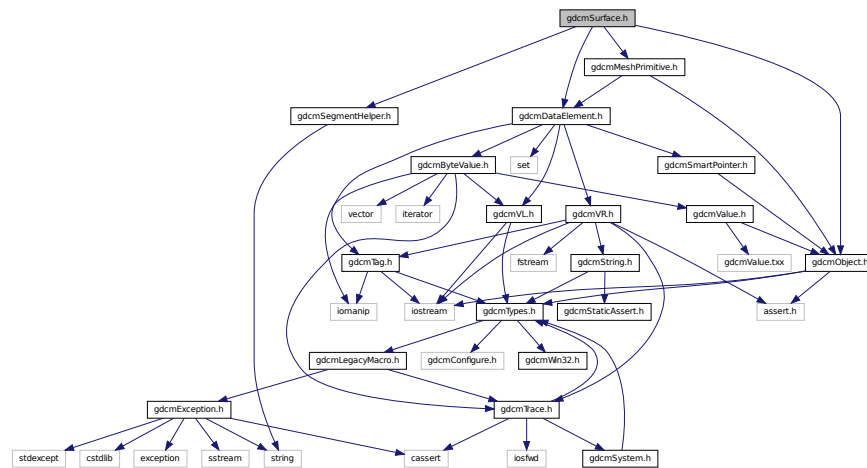 gdcmSurface.h
gdcmMeshPrimitive.h
gdcmSegmentHelper.h
gdcmDataElement.h
gdcmByteValue.h
set
gdcmSmartPointer.h
vector
iterator
gdcmVL.h
gdcmVR.h
gdcmValue.h
gdcmTag.h
fstream
gdcmString.h
gdcmValue.txx
gdcmObject.h
iomanip
iostream
gdcmTypes.h
gdcmStaticAssert.h
assert.h
gdcmLegacyMacro.h
gdcmConfigure.h
gdcmWin32.h
gdcmException.h
gdcmTrace.h
stdexcept
cstdlib
exception
sstream
string
cassert
iosfwd
gdcmSystem.h